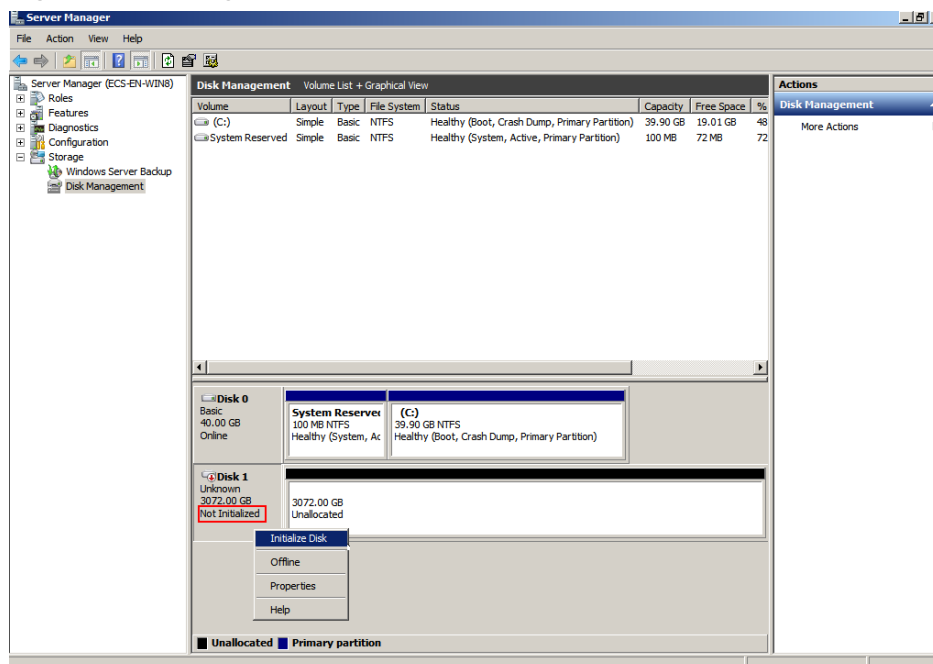 Server Manager
File Action View Help
Server Manager (ECS-EN-WIN8)
Roles
Features
Diagnostics
Configuration
Storage
Windows Server Backup
Disk Management
Disk Management Volume List + Graphical View
Volume Layout Type File System Status Capacity Free Space %
(C:) Simple Basic NTFS Healthy (Boot, Crash Dump, Primary Partition) 39.90 GB 19.01 GB 48
System Reserved Simple Basic NTFS Healthy (System, Active, Primary Partition) 100 MB 72 MB 72
Actions
Disk Management
More Actions
Disk 0
Basic
40.00 GB
Online
System Reserve
100 MB NTFS
Healthy (System, Ac
(C:)
39.90 GB NTFS
Healthy (Boot, Crash Dump, Primary Partition)
Disk 1
Unknown
3072.00 GB
Not Initialized
3072.00 GB
Unallocated
Initialize Disk
Offline
Properties
Help
Unallocated Primary partition